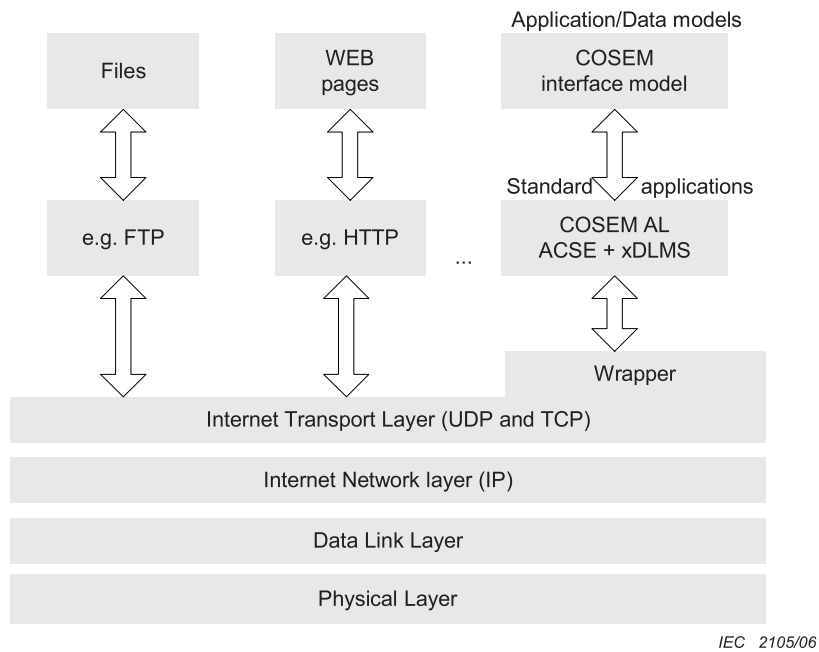 Application/Data models
Files
WEB
pages
COSEM
interface model
Standard applications
e.g. FTP
e.g. HTTP
...
COSEM AL
ACSE + xDLMS
Wrapper
Internet Transport Layer (UDP and TCP)
Internet Network layer (IP)
Data Link Layer
Physical Layer
IEC 2105/06